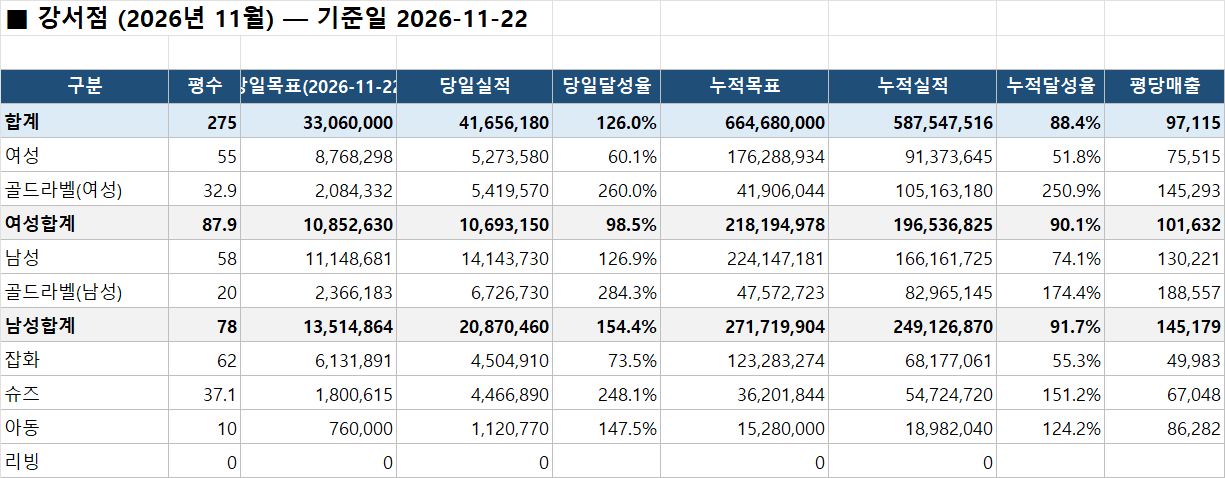 ■ 강서점 (2026년 11월) — 기준일 2026-11-22
구분 평수 당일목표(2026-11-22 당일실적 당일달성율 누적목표 누적실적 누적달성율 평당매출
합계 275 33,060,000 41,656,180 126.0% 664,680,000 587,547,516 88.4% 97,115
여성 55 8,768,298 5,273,580 60.1% 176,288,934 91,373,645 51.8% 75,515
골드라벨(여성) 32.9 2,084,332 5,419,570 260.0% 41,906,044 105,163,180 250.9% 145,293
여성합계 87.9 10,852,630 10,693,150 98.5% 218,194,978 196,536,825 90.1% 101,632
남성 58 11,148,681 14,143,730 126.9% 224,147,181 166,161,725 74.1% 130,221
골드라벨(남성) 20 2,366,183 6,726,730 284.3% 47,572,723 82,965,145 174.4% 188,557
남성합계 78 13,514,864 20,870,460 154.4% 271,719,904 249,126,870 91.7% 145,179
잡화 62 6,131,891 4,504,910 73.5% 123,283,274 68,177,061 55.3% 49,983
슈즈 37.1 1,800,615 4,466,890 248.1% 36,201,844 54,724,720 151.2% 67,048
아동 10 760,000 1,120,770 147.5% 15,280,000 18,982,040 124.2% 86,282
리빙 0 0 0 0 0